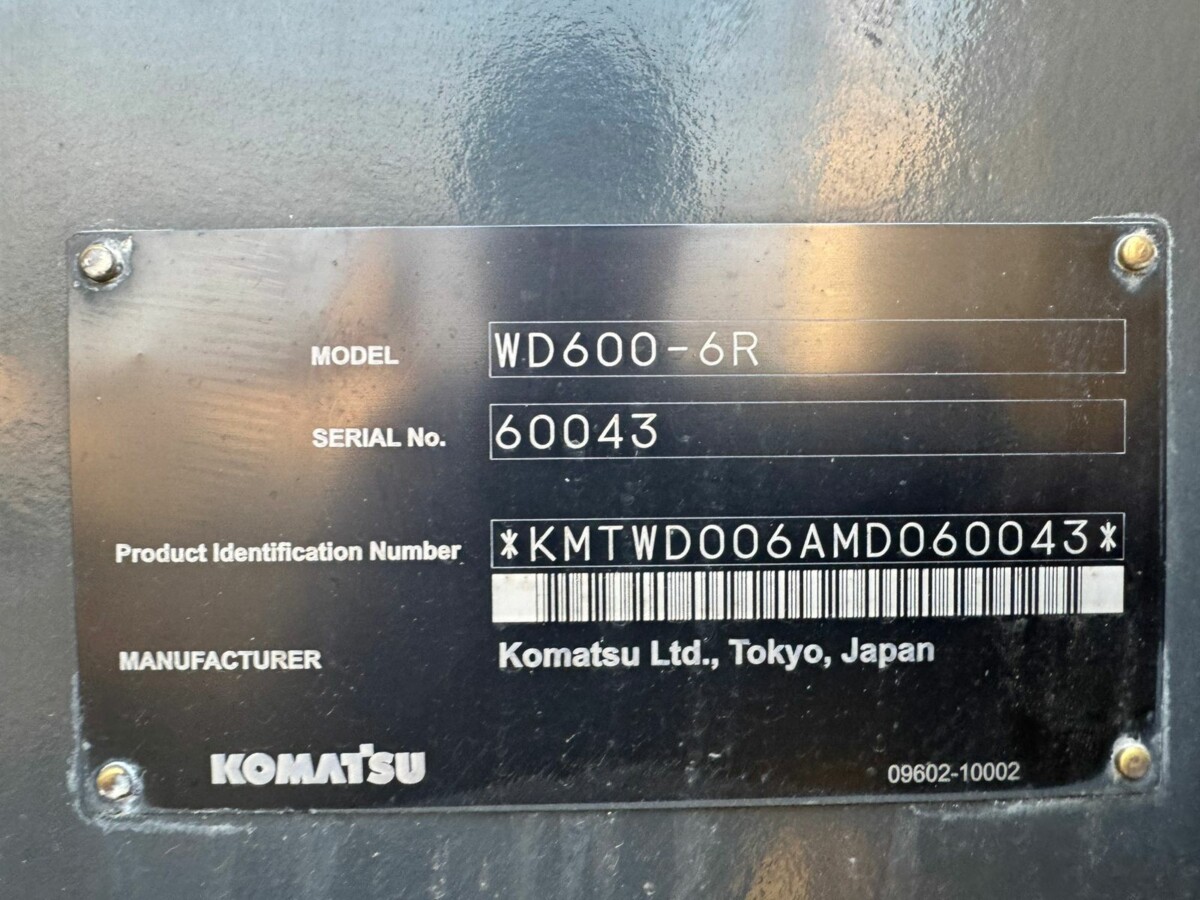 MODEL WD600-6R
SERIAL No. 60043
Product Identification Number *KMTWD006AMD060043*
MANUFACTURER Komatsu Ltd., Tokyo, Japan
KOMATSU 09602-10002